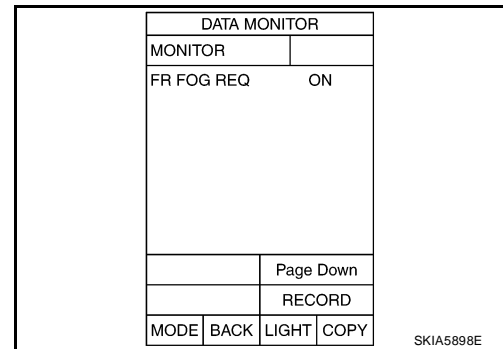 DATA MONITOR
MONITOR
FR FOG REQ ON
Page Down
RECORD
MODE BACK LIGHT COPY
SKIA5898E